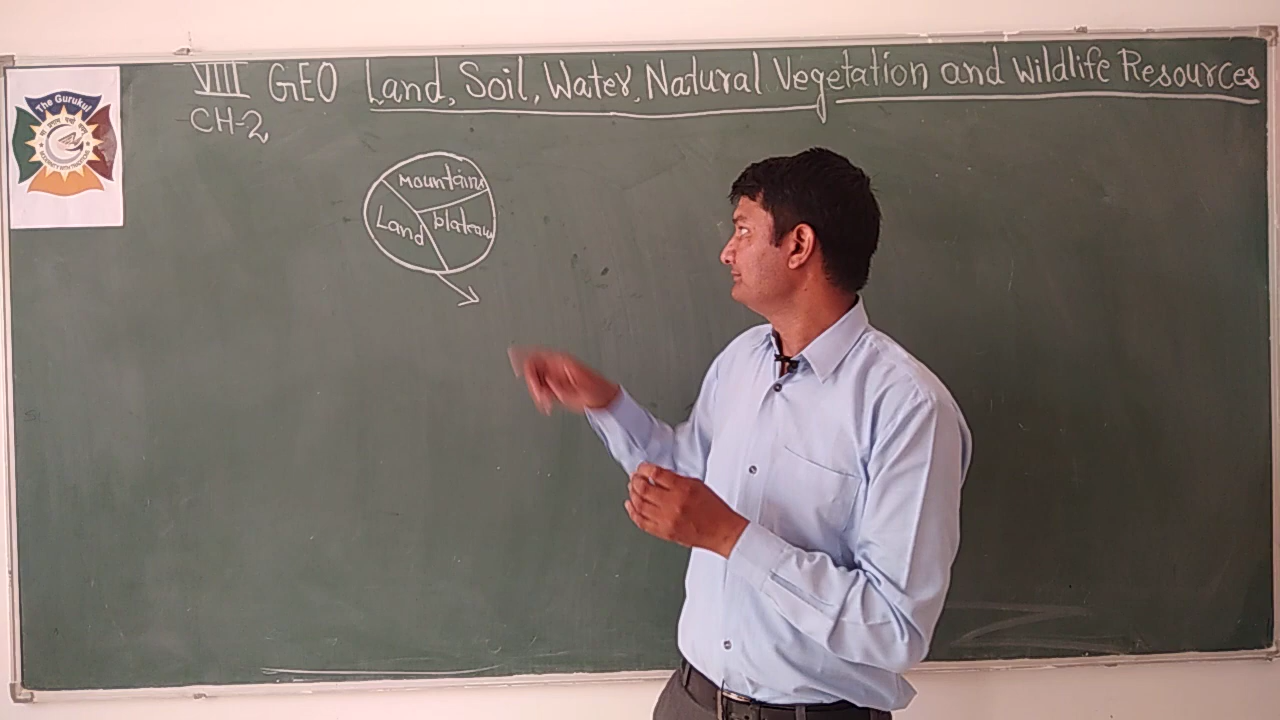 VIII GEO Land, Soil, Water, Natural Vegetation and Wildlife Resources
CH-2
The Gurukul
Mountains
Land
plateau